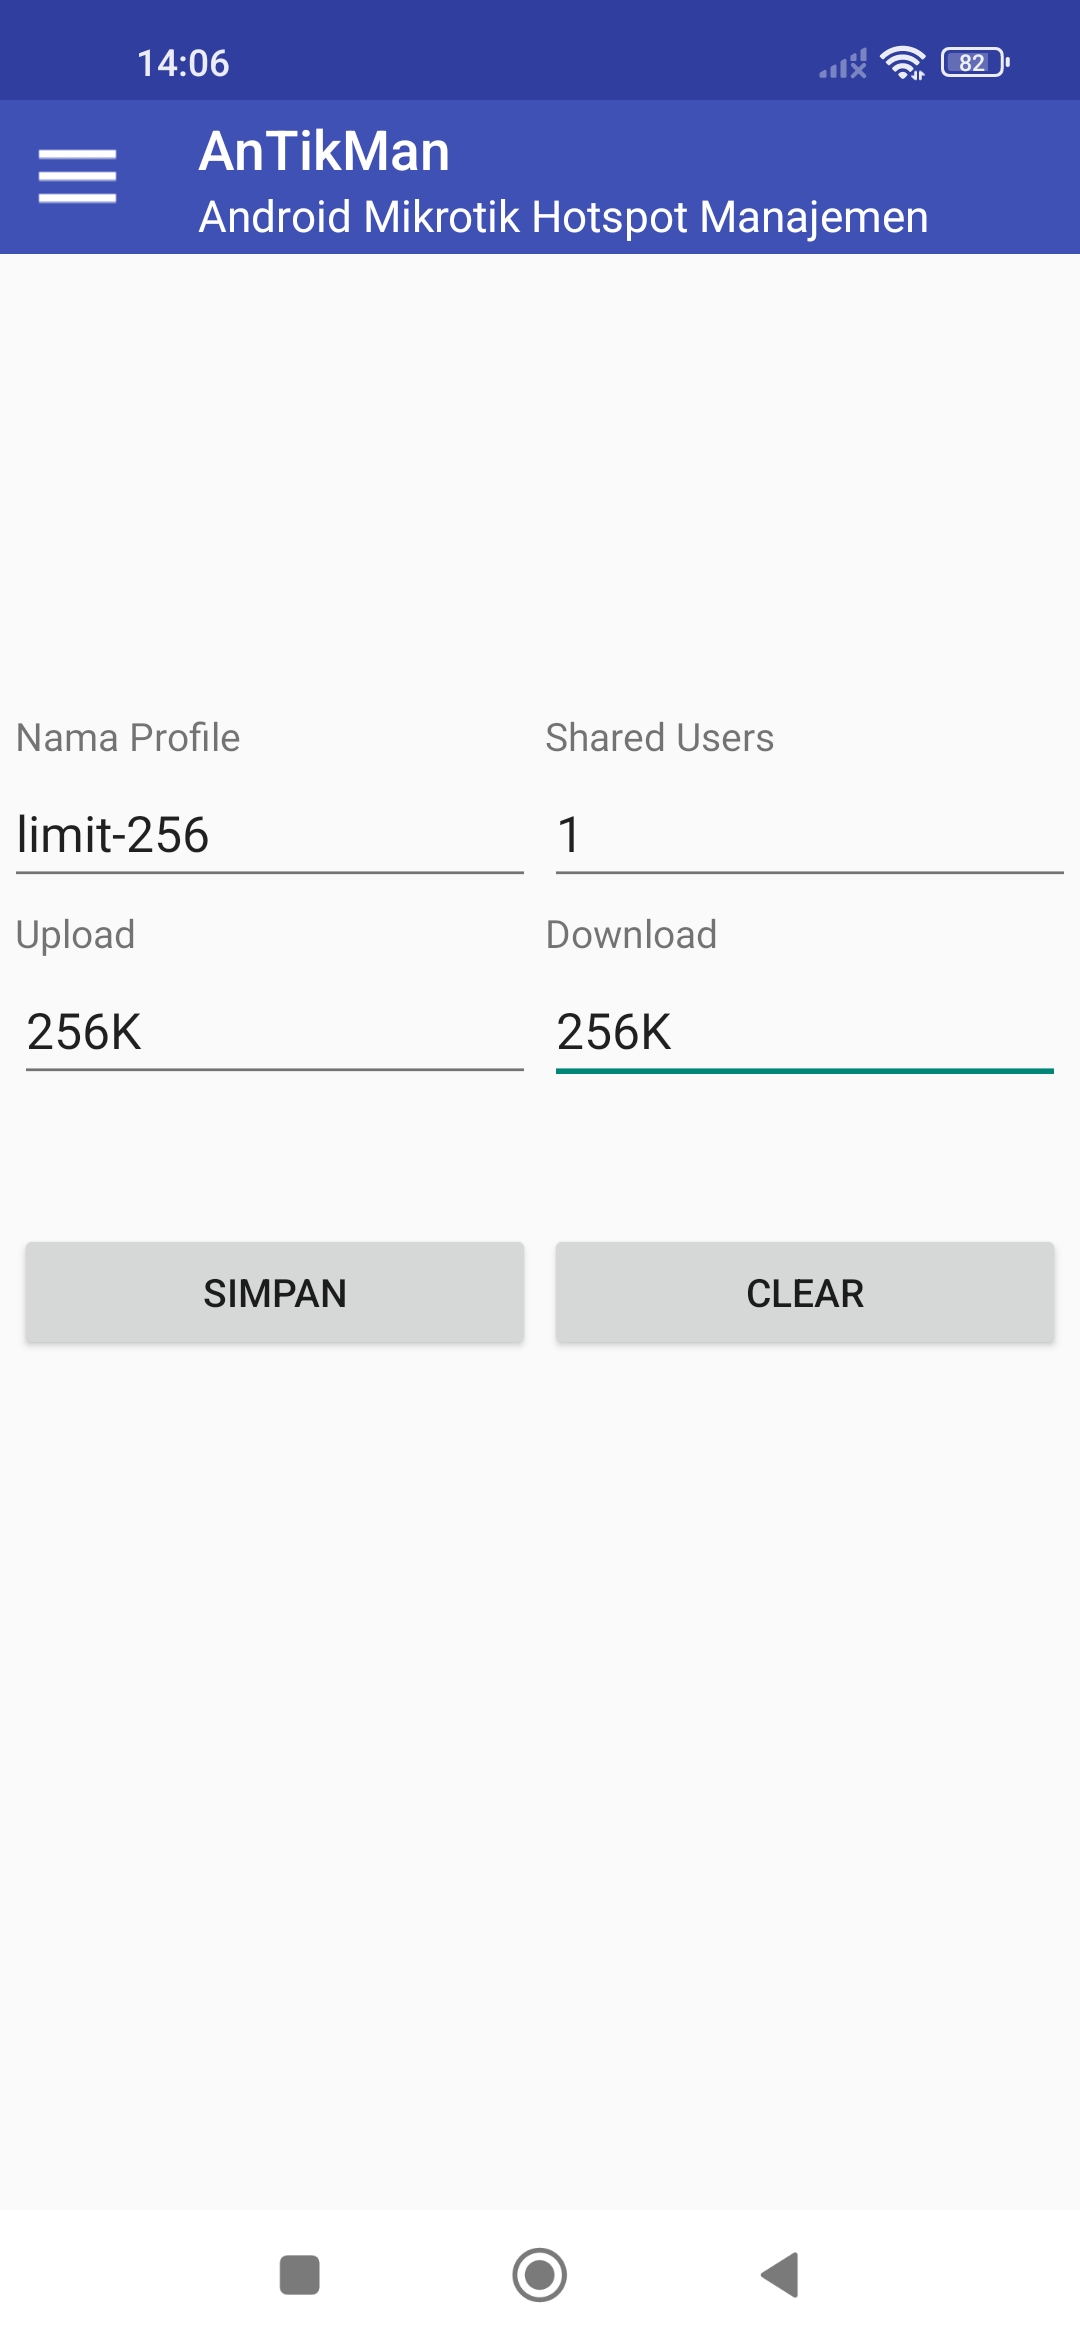 14:06
82
AnTikMan
Android Mikrotik Hotspot Manajemen
Nama Profile
Shared Users
limit-256
1
Upload
Download
256K
256K
SIMPAN
CLEAR